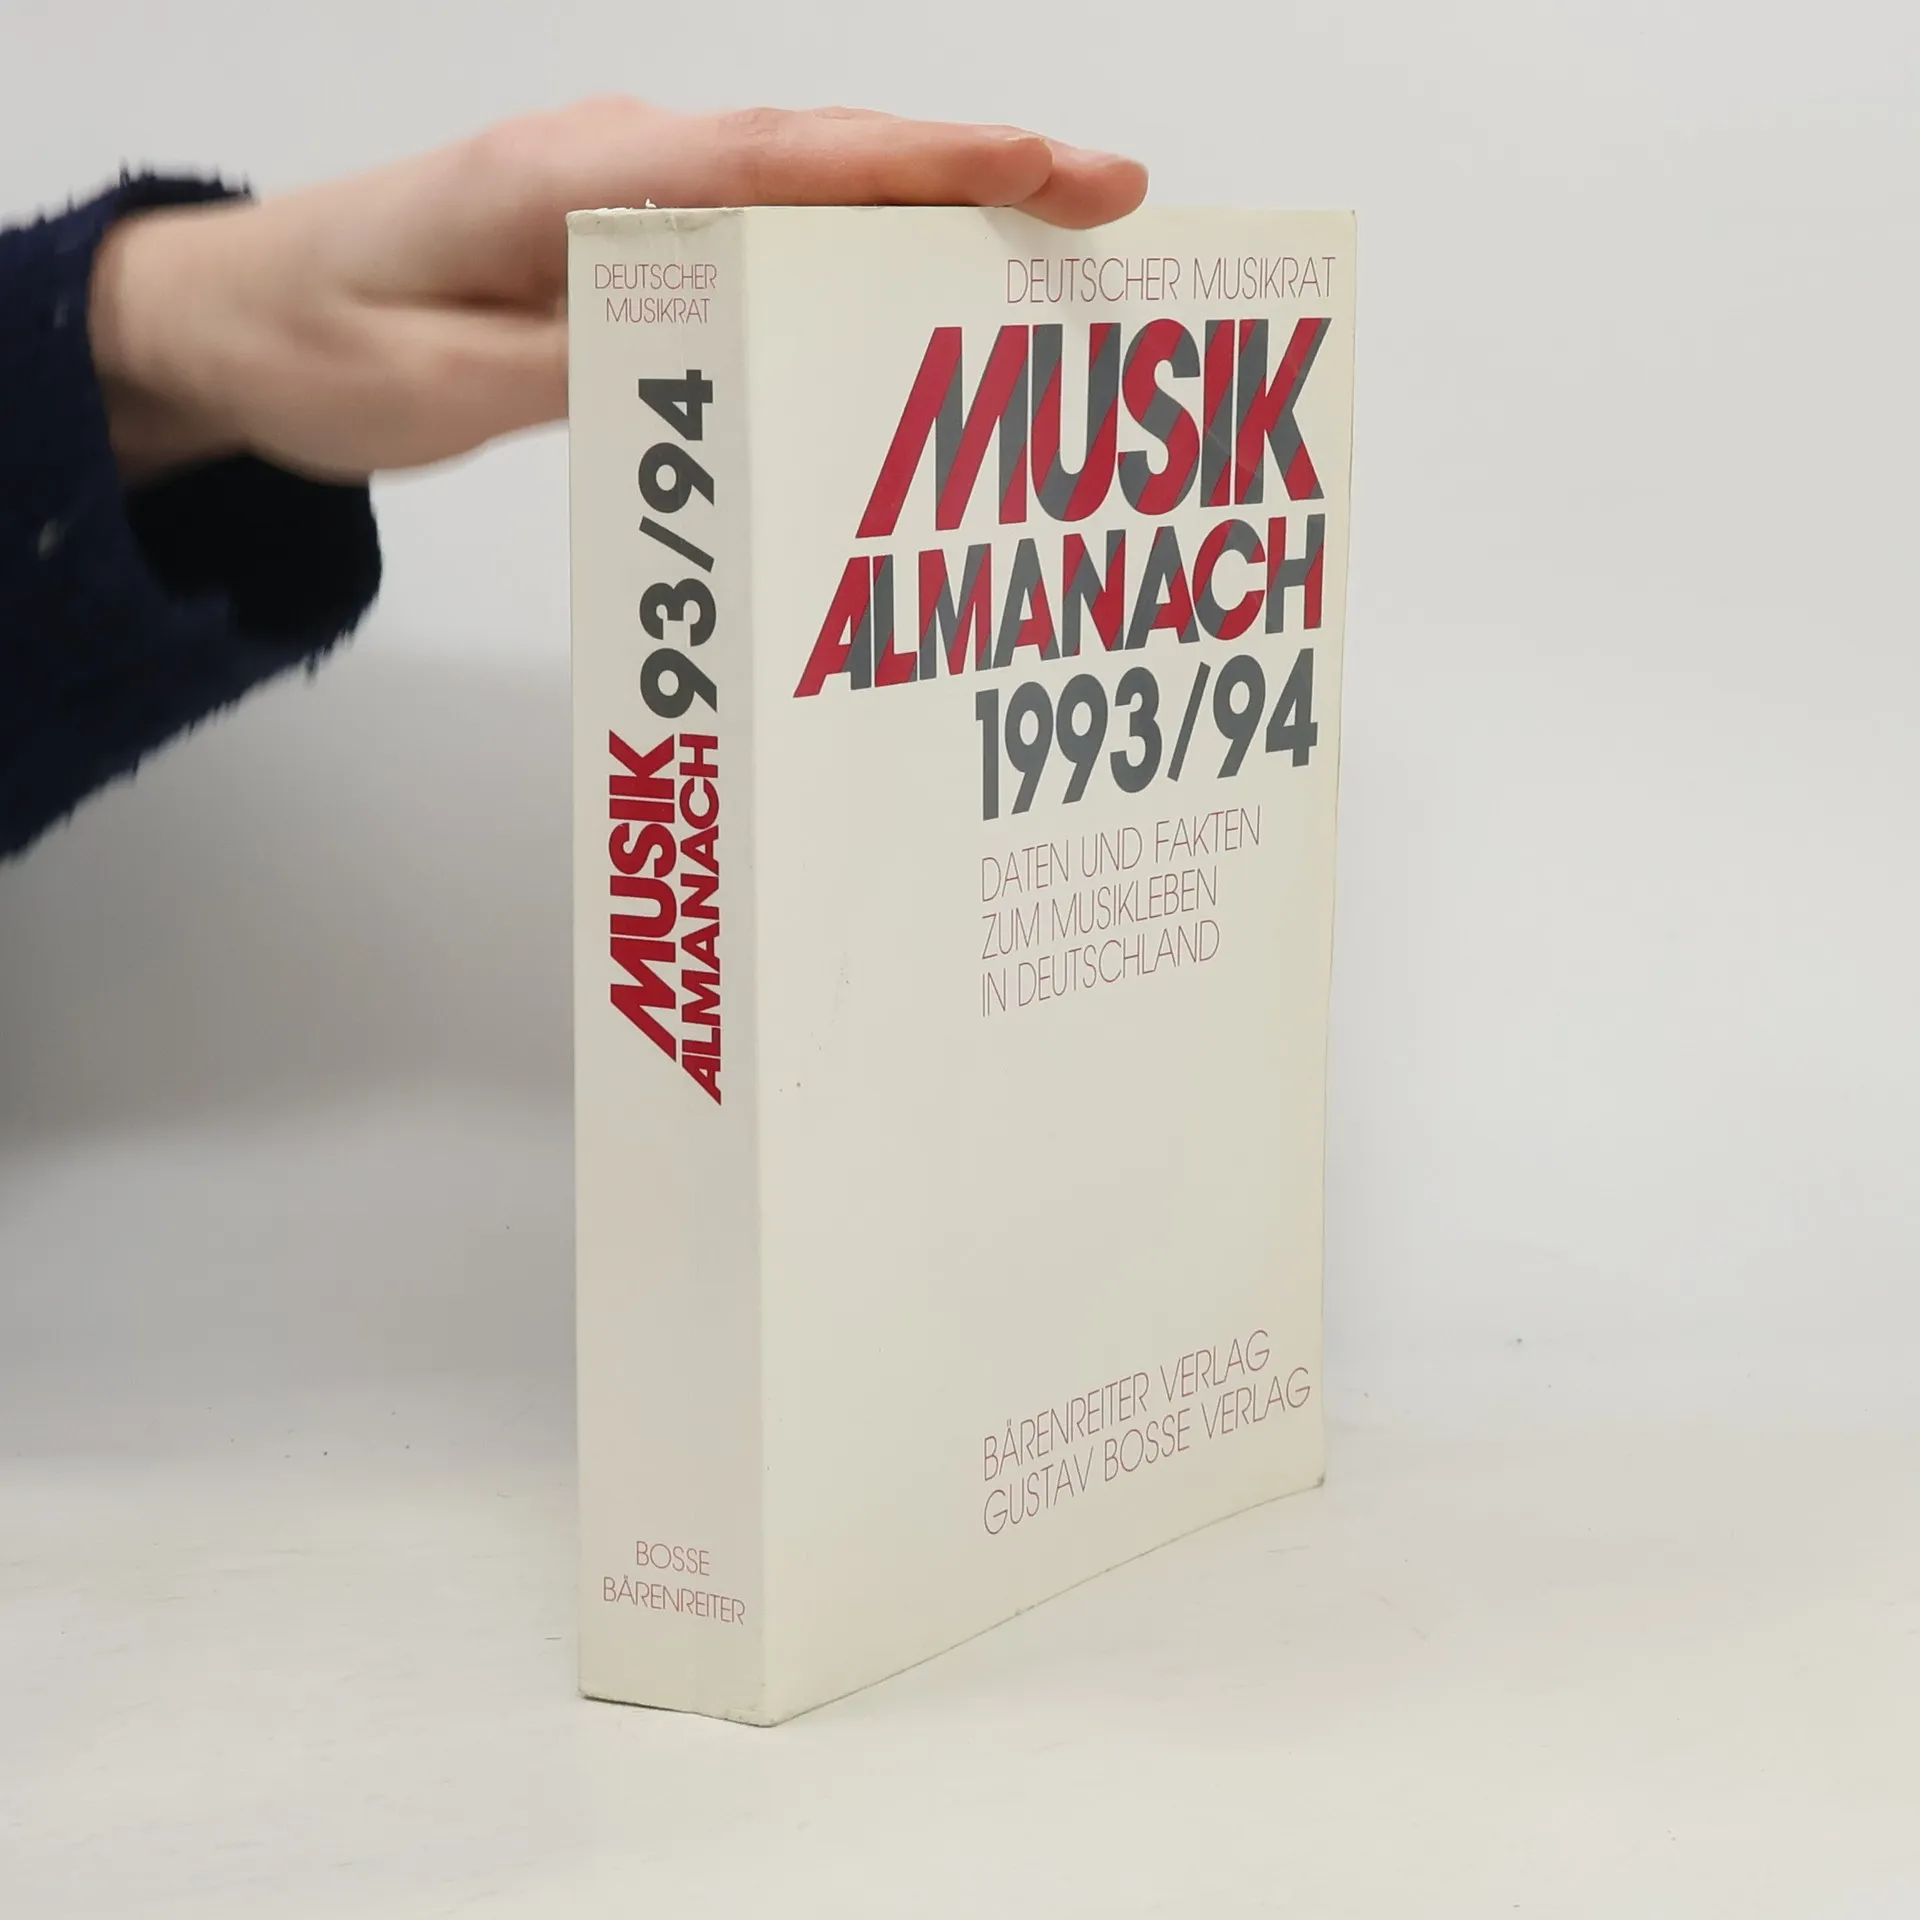 DEUTSCHER
MUSIKRAT
MUSIK
ALMANACH 93/94
BOSSE
BÄRENREITER
DEUTSCHER MUSIKRAT
MUSIK
ALMANACH
1993/94
DATEN UND FAKTEN
ZUM MUSIKLEBEN
IN DEUTSCHLAND
BÄRENREITER VERLAG
GUSTAV BOSSE VERLAG